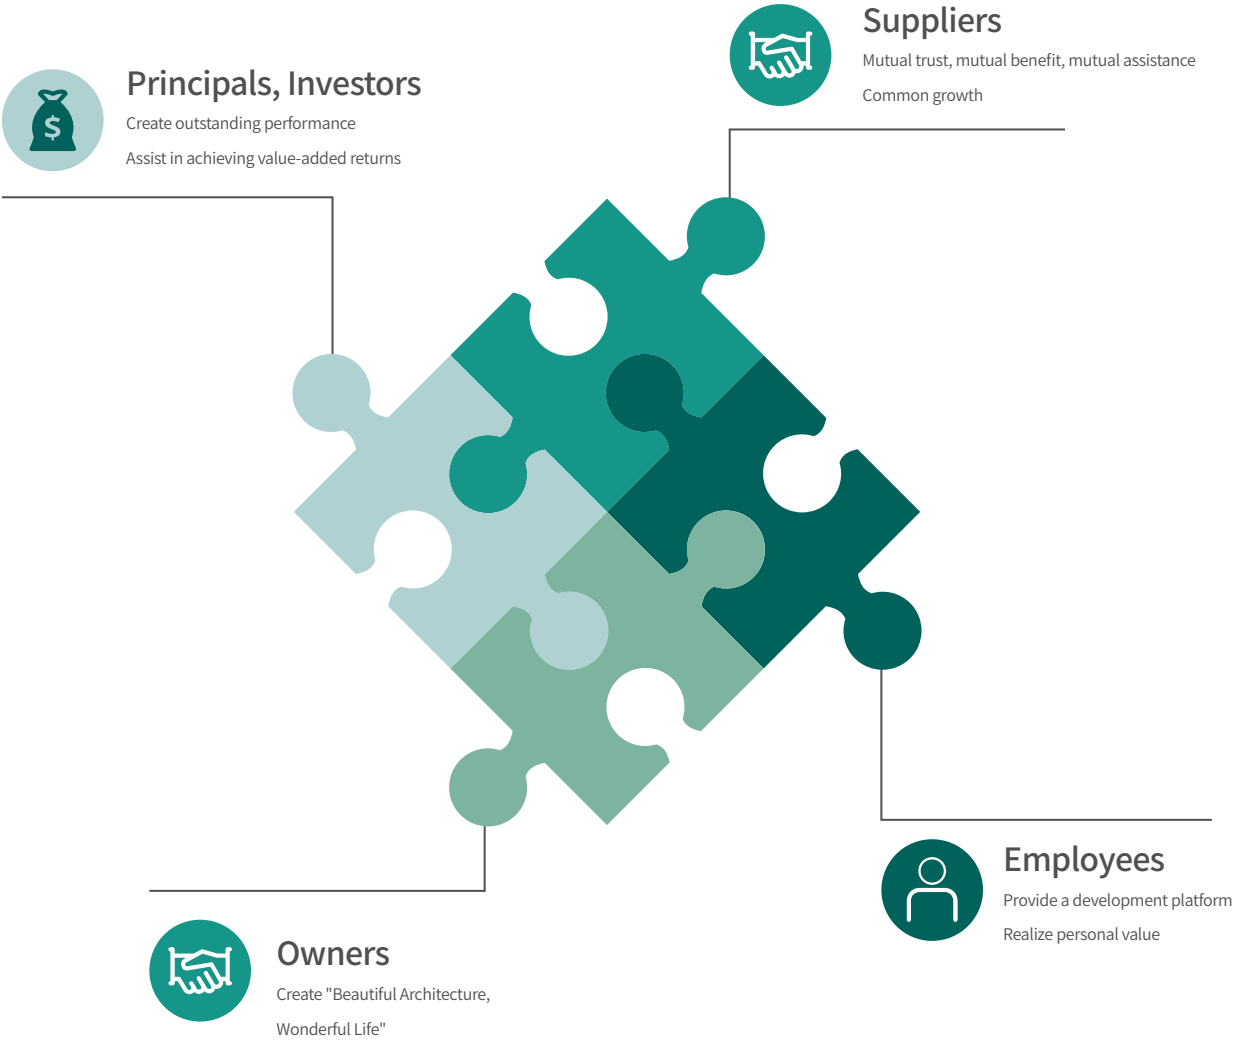 Suppliers
Mutual trust, mutual benefit, mutual assistance
Common growth
Principals, Investors
Create outstanding performance
Assist in achieving value-added returns
$
Employees
Provide a development platform
Realize personal value
Owners
Create "Beautiful Architecture,
Wonderful Life"